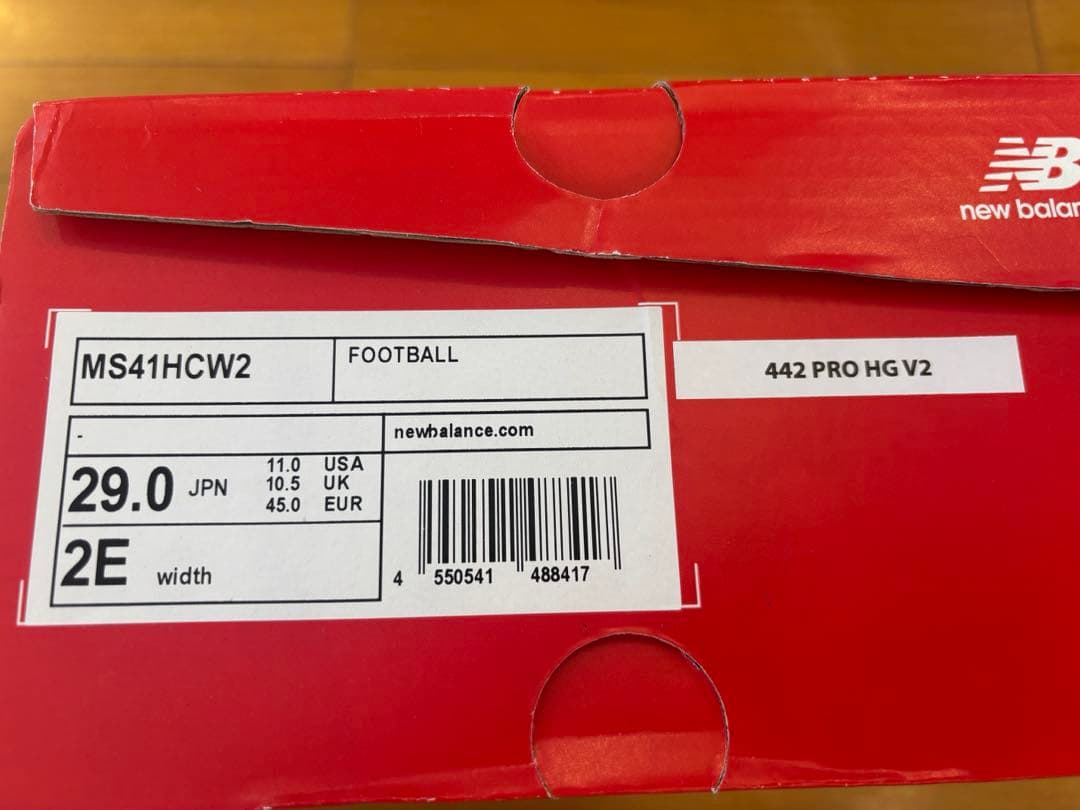 NB
new balan
MS41HCW2
FOOTBALL
442 PRO HG V2
-
newbalance.com
29.0 JPN
11.0 USA
10.5 UK
45.0 EUR
2E width
4 550541 488417